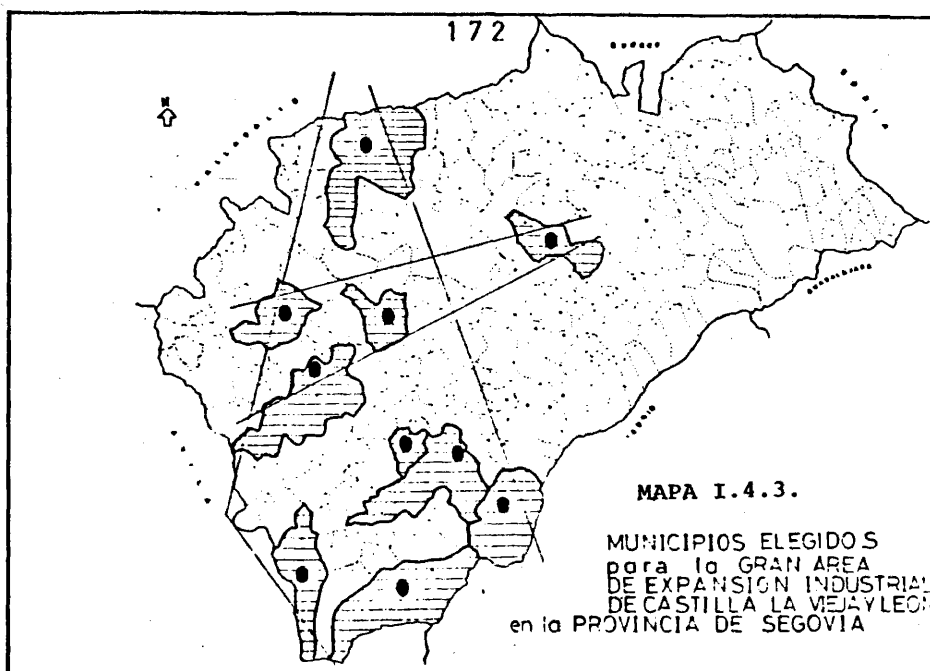 172
N
MAPA I.4.3.
MUNICIPIOS ELEGIDOS
para la GRAN AREA
DE EXPANSION INDUSTRIAL
DE CASTILLA LA VIEJA Y LEON
en la PROVINCIA DE SEGOVIA